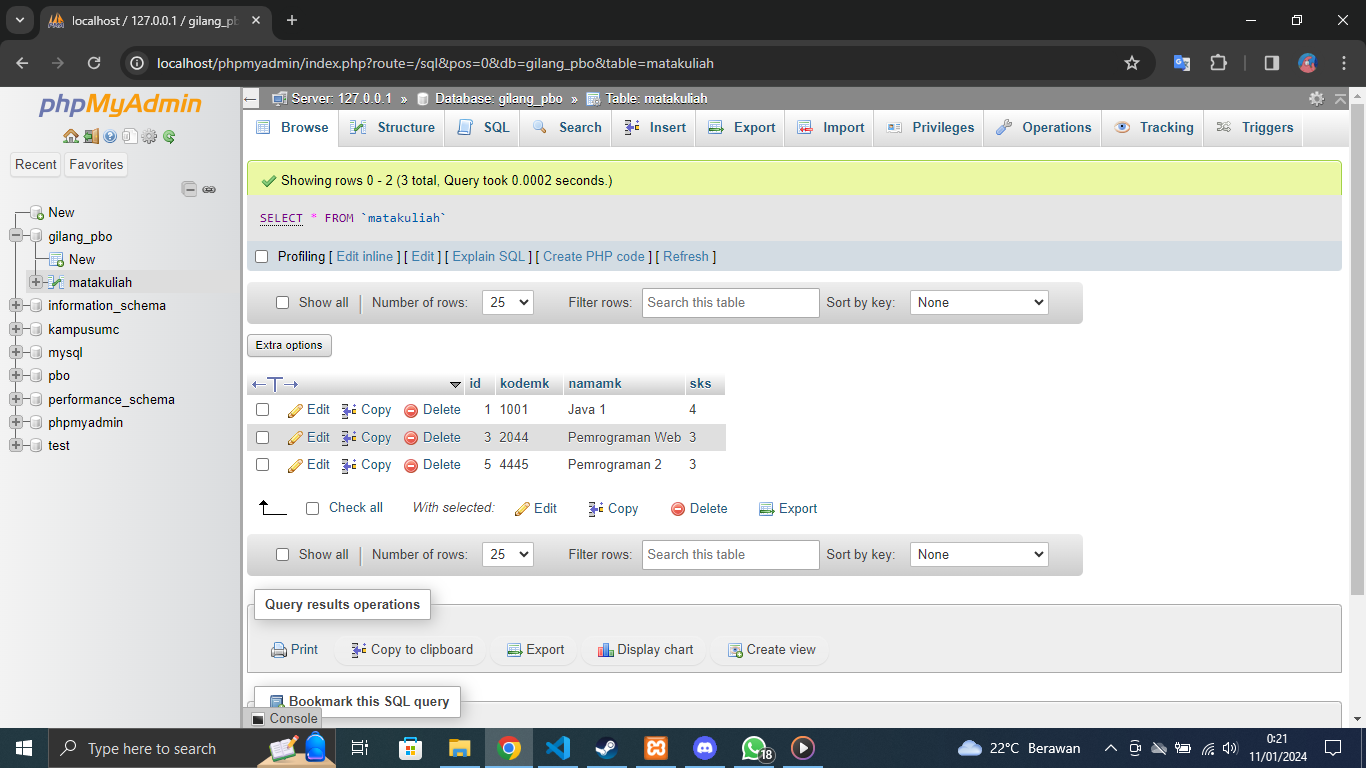 localhost / 127.0.0.1 / gilang_pb
localhost/phpmyadmin/index.php?route=/sql&pos=0&db=gilang_pbo&table=matakuliah
phpMyAdmin
Recent Favorites
New
gilang_pbo
New
matakuliah
information_schema
kampusumc
mysql
pbo
performance_schema
phpmyadmin
test
Server: 127.0.0.1 » Database: gilang_pbo » Table: matakuliah
Browse Structure SQL Search Insert Export Import Privileges Operations Tracking Triggers
Showing rows 0 - 2 (3 total, Query took 0.0002 seconds.)
SELECT * FROM `matakuliah`
Profiling [ Edit inline ] [ Edit ] [ Explain SQL ] [ Create PHP code ] [ Refresh ]
Show all Number of rows: 25 Filter rows: Search this table Sort by key: None
Extra options
id kodemk namamk sks
Edit Copy Delete 1 1001 Java 1 4
Edit Copy Delete 3 2044 Pemrograman Web 3
Edit Copy Delete 5 4445 Pemrograman 2 3
Check all With selected: Edit Copy Delete Export
Show all Number of rows: 25 Filter rows: Search this table Sort by key: None
Query results operations
Print Copy to clipboard Export Display chart Create view
Bookmark this SQL query
Console
Type here to search
18
22°C Berawan
0:21
11/01/2024